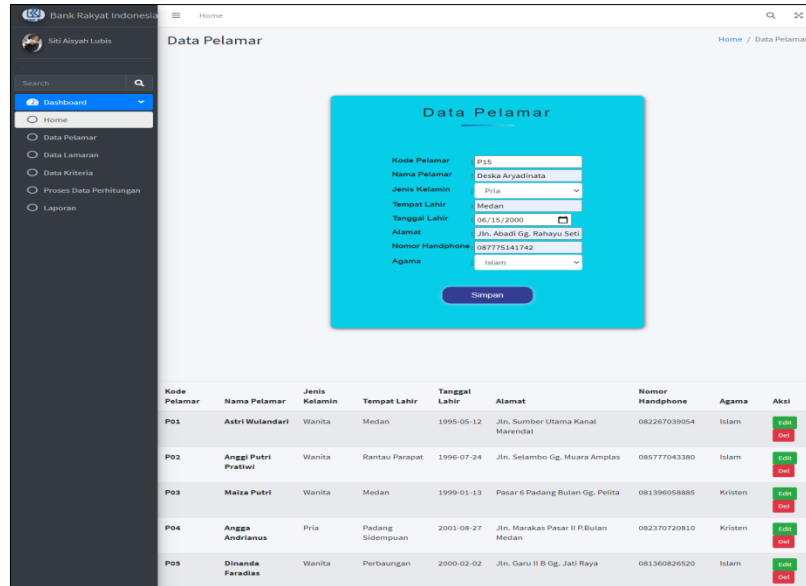 Bank Rakyat Indonesia
Home
Siti Aisyah Lubis
Data Pelamar
Home / Data Pelamar
Search
Dashboard
Home
Data Pelamar
Data Lamaran
Data Kriteria
Proses Data Perhitungan
Laporan
Data Pelamar
Kode Pelamar : P15
Nama Pelamar : Deska Aryadinata
Jenis Kelamin : Pria
Tempat Lahir : Medan
Tanggal Lahir : 06/15/2000
Alamat : Jln. Abadi Gg. Rahayu Seti
Nomor Handphone : 087775141742
Agama : Islam
Simpan
Kode Pelamar Nama Pelamar Jenis Kelamin Tempat Lahir Tanggal Lahir Alamat Nomor Handphone Agama Aksi
P01 Astri Wulandari Wanita Medan 1995-05-12 Jln. Sumber Utama Kanal Marendal 082267039054 Islam Edit Del
P02 Anggi Putri Pratiwi Wanita Rantau Parapat 1996-07-24 Jln. Selambo Gg. Muara Amplas 085777043380 Islam Edit Del
P03 Maiza Putri Wanita Medan 1999-01-13 Pasar 6 Padang Bulan Gg. Pelita 081396058885 Kristen Edit Del
P04 Angga Andrianus Pria Padang Sidempuan 2001-08-27 Jln. Marakas Pasar II P.Bulan Medan 082370720810 Kristen Edit Del
P05 Dinanda Faradias Wanita Perbaungan 2000-02-02 Jln. Garu II B Gg. Jati Raya 081360826520 Islam Edit Del